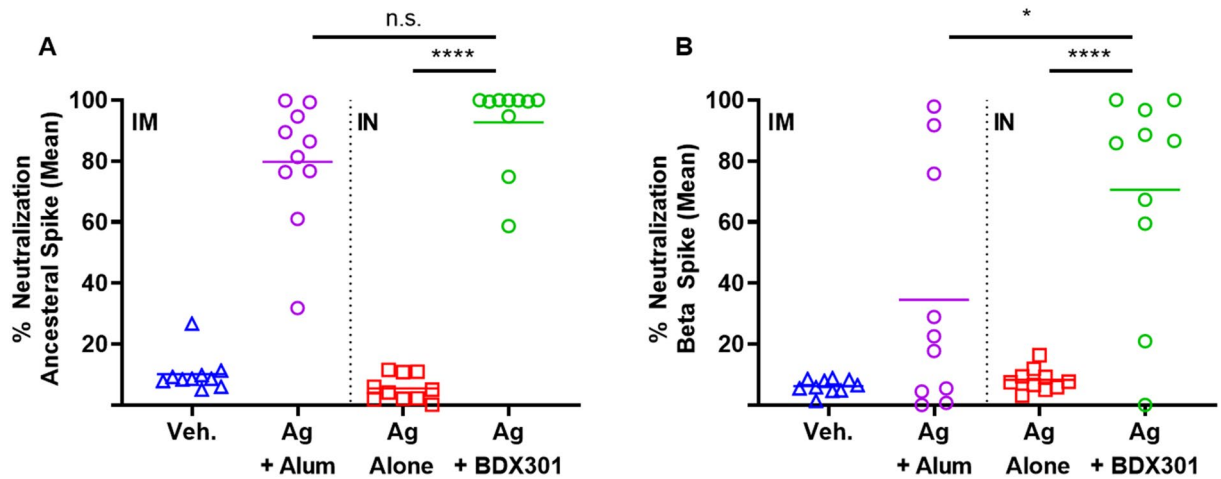 A
n.s.
****
% Neutralization
Ancesteral Spike (Mean)
100
80
60
40
20
IM
IN
Veh.
Ag
+ Alum
Ag
Alone
Ag
+ BDX301
B
*
****
% Neutralization
Beta Spike (Mean)
100
80
60
40
20
IM
IN
Veh.
Ag
+ Alum
Ag
Alone
Ag
+ BDX301